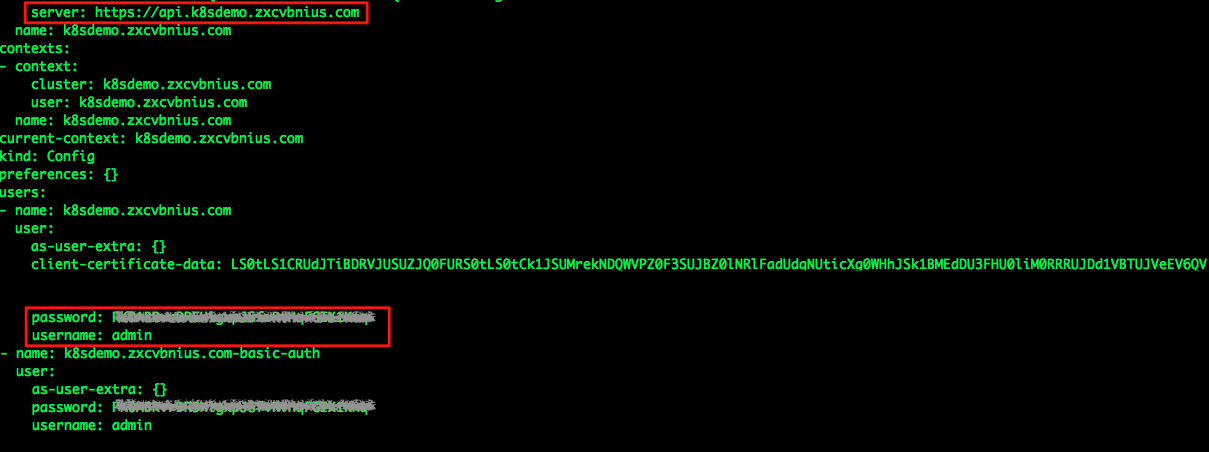 server: https://api.k8sdemo.zxcvbnius.com
name: k8sdemo.zxcvbnius.com
contexts:
- context:
cluster: k8sdemo.zxcvbnius.com
user: k8sdemo.zxcvbnius.com
name: k8sdemo.zxcvbnius.com
current-context: k8sdemo.zxcvbnius.com
kind: Config
preferences: {}
users:
- name: k8sdemo.zxcvbnius.com
user:
as-user-extra: {}
client-certificate-data:
password:
username: admin
- name: k8sdemo.zxcvbnius.com-basic-auth
user:
as-user-extra: {}
password:
username: admin